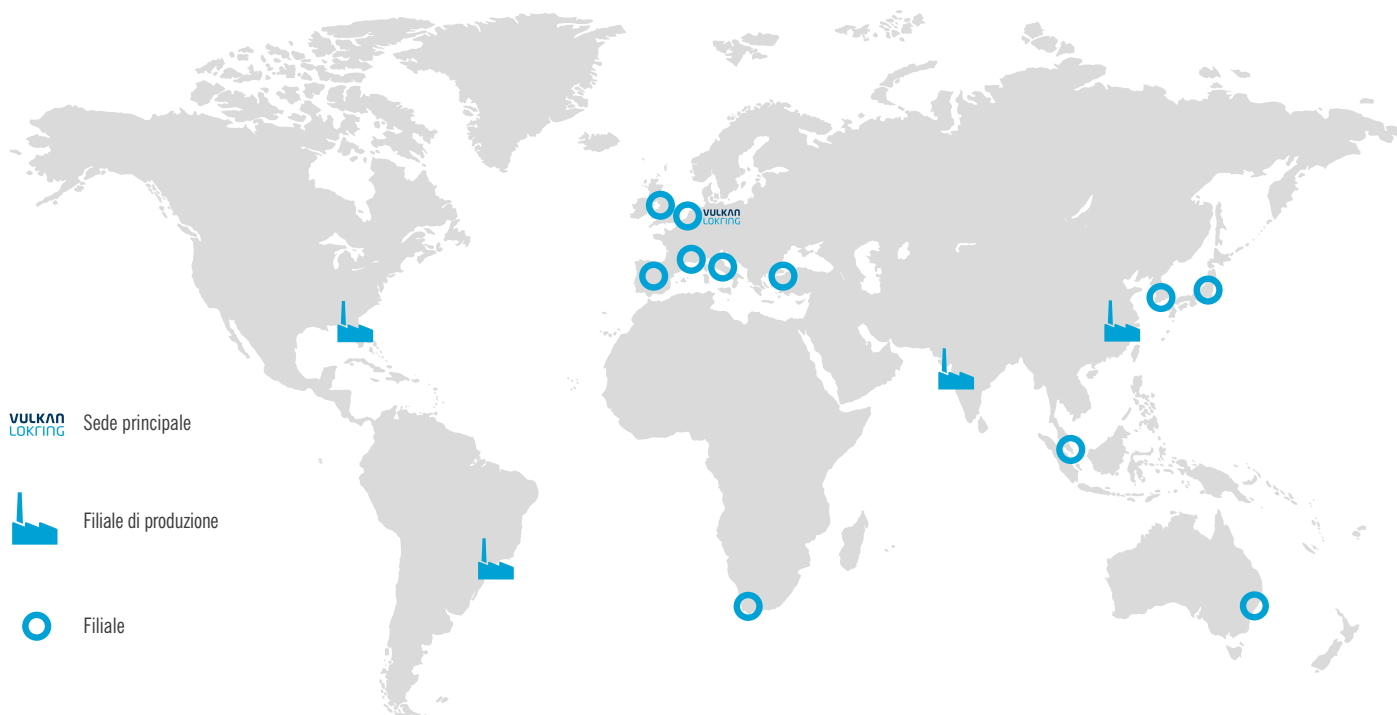 VULKAN
LOKRING
VULKAN
LOKRING
Sede principale
Filiale di produzione
Filiale